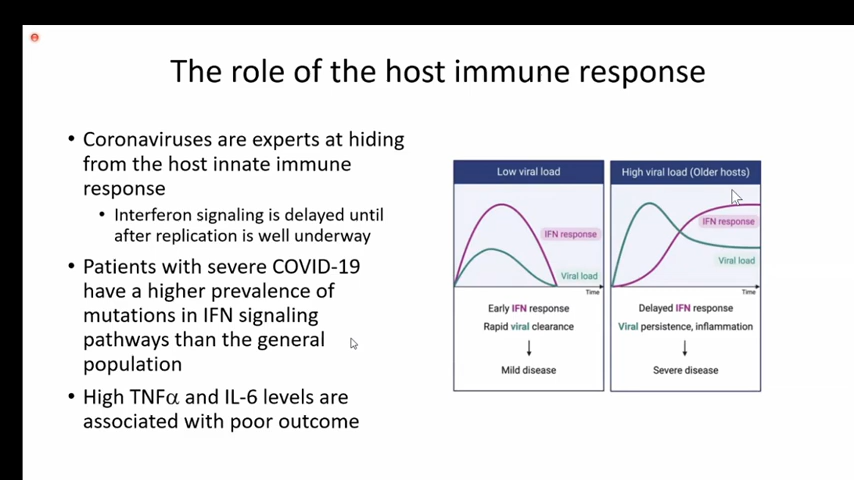 The role of the host immune response
• Coronaviruses are experts at hiding
from the host innate immune
response
• Interferon signaling is delayed until
after replication is well underway
• Patients with severe COVID-19
have a higher prevalence of
mutations in IFN signaling
pathways than the general
population
• High TNFα and IL-6 levels are
associated with poor outcome
Low viral load
IFN response
Viral load
Time
Early IFN response
Rapid viral clearance
Mild disease
High viral load (Older hosts)
IFN response
Viral load
Time
Delayed IFN response
Viral persistence, inflammation
Severe disease